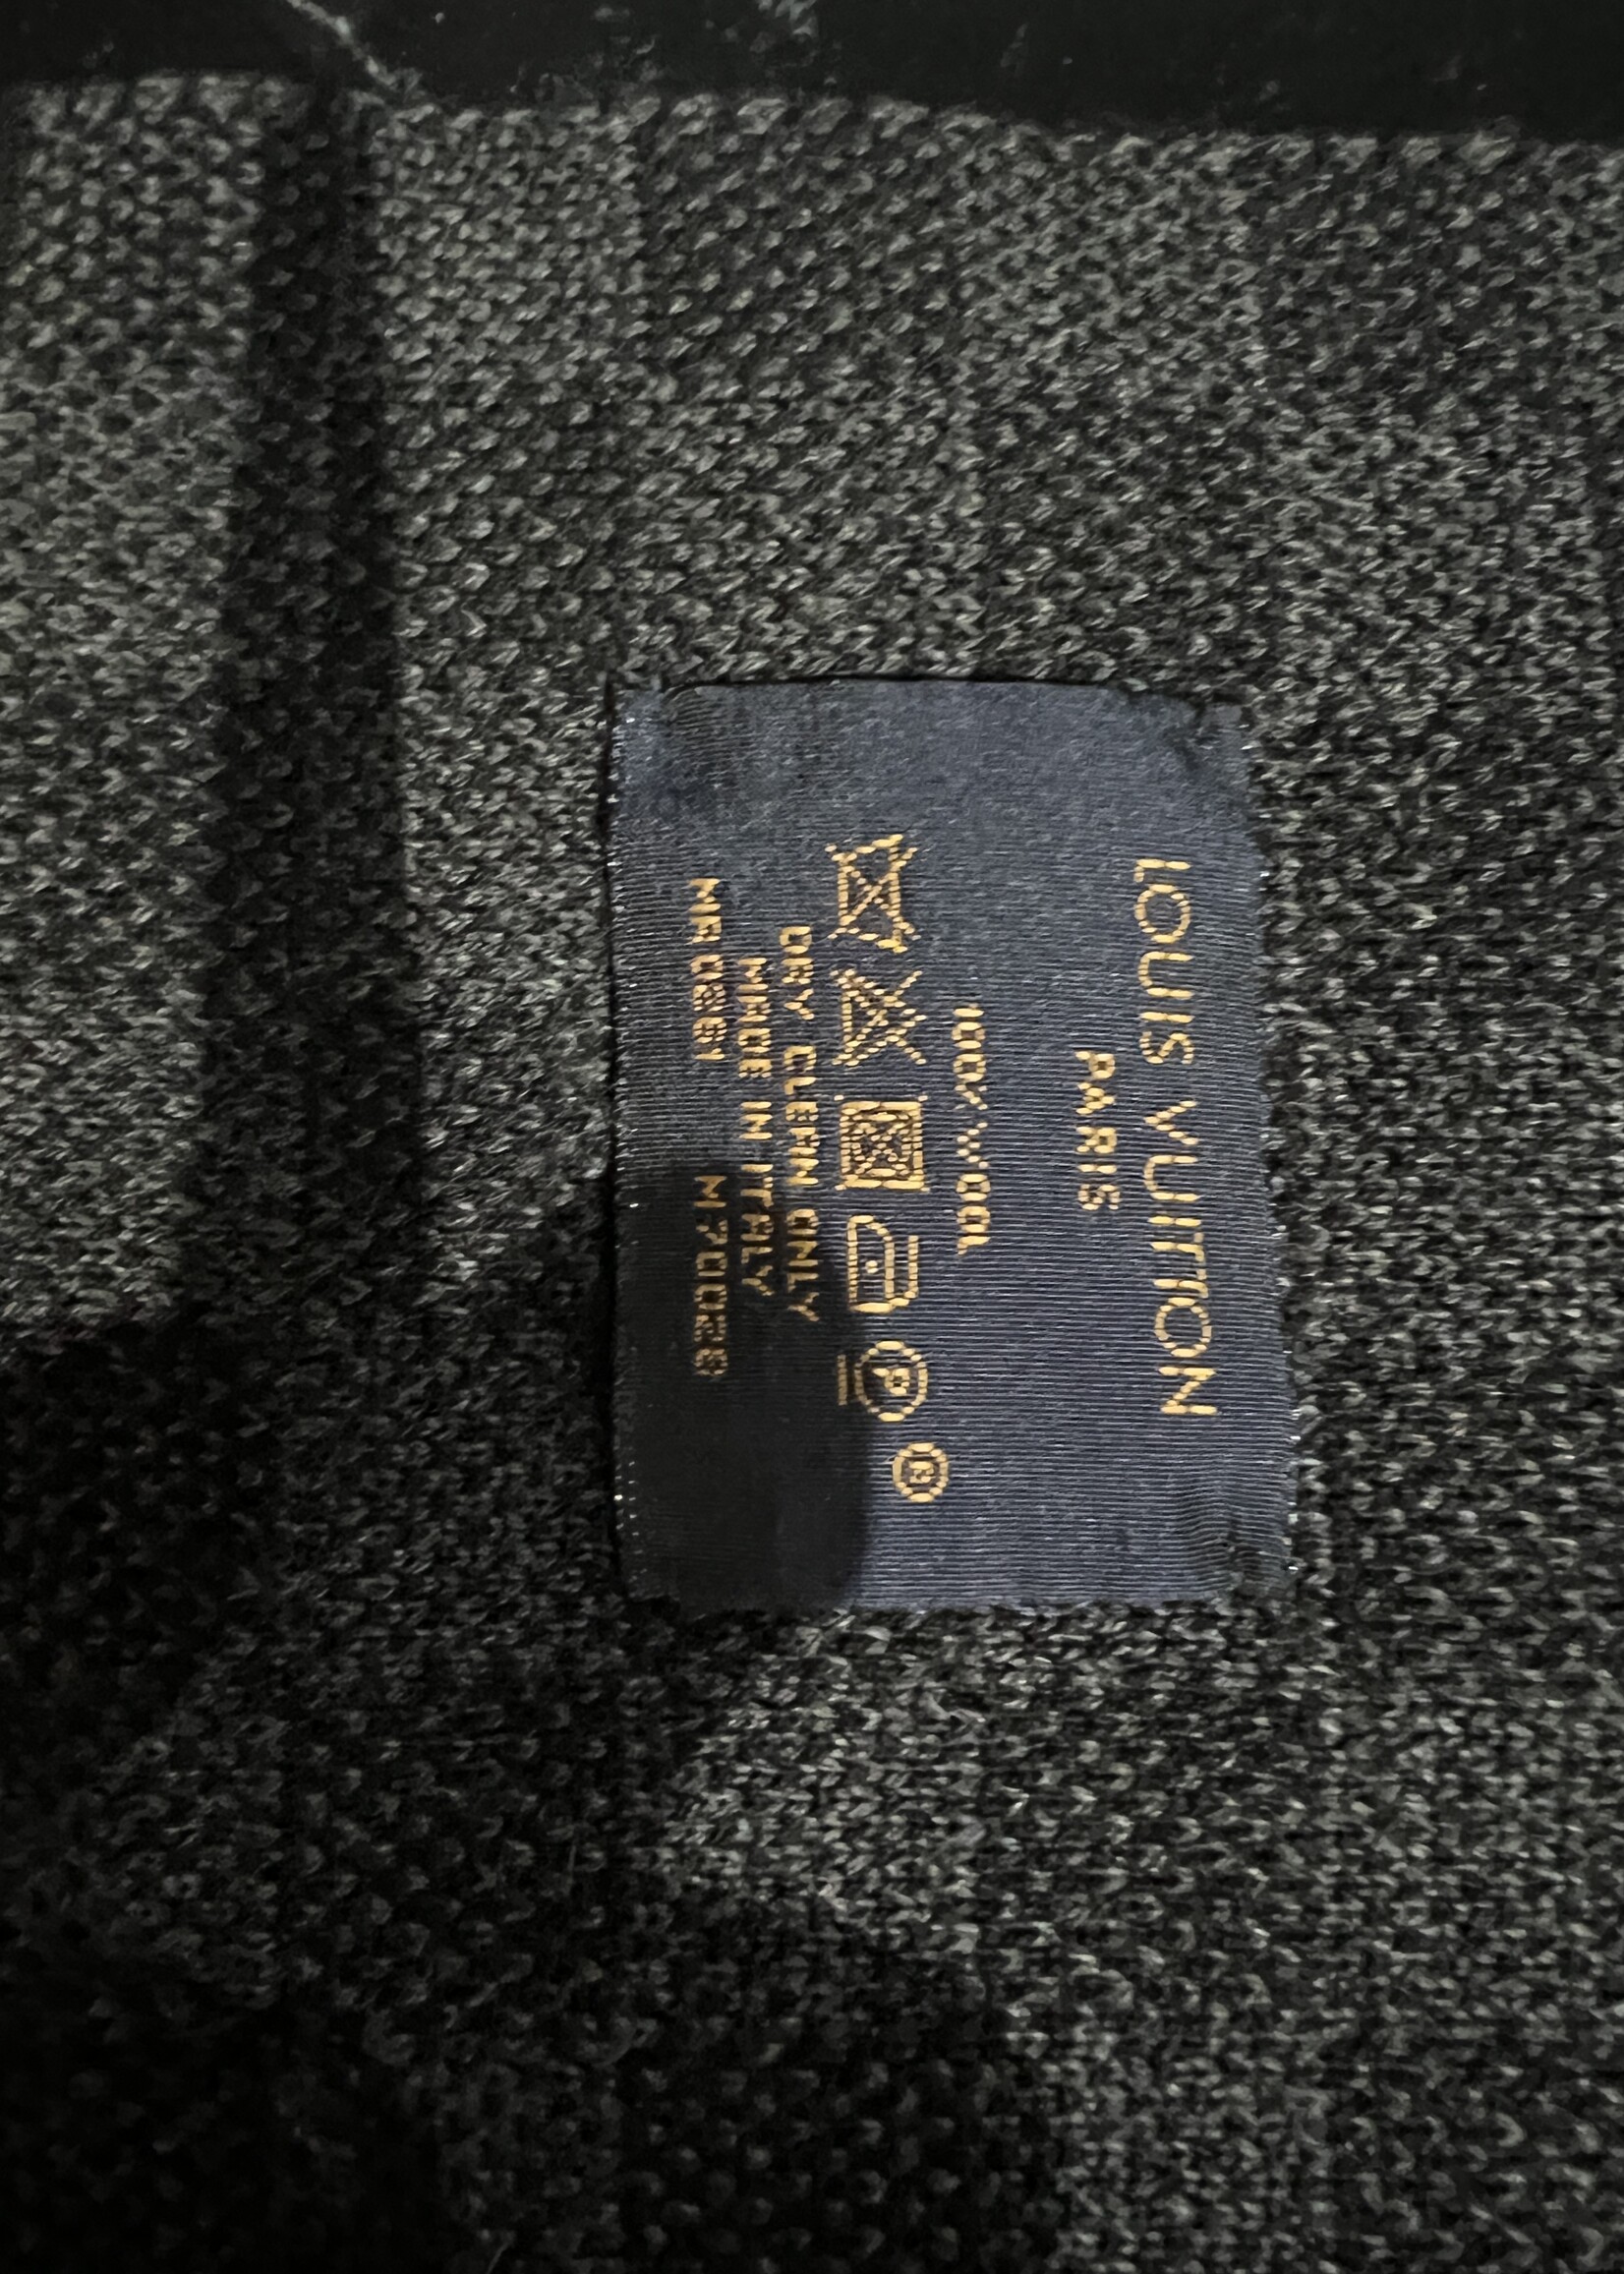 LOUIS VUITTON
PARIS
100% WOOL
P
®
DRY CLEAN ONLY
MADE IN ITALY
M70028